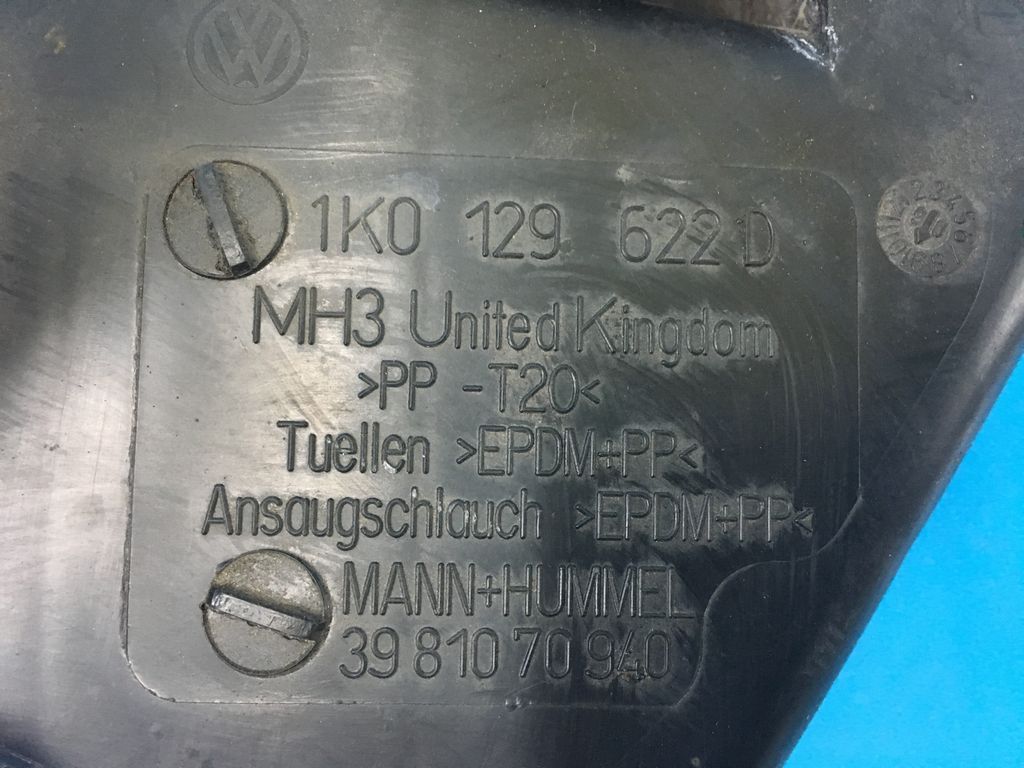 1K0 129 622 D
MH3 United Kingdom
>PP -T20<
Tuellen >EPDM+PP<
Ansaugschlauch >EPDM+PP<
MANN+HUMMEL
39 810 70 940